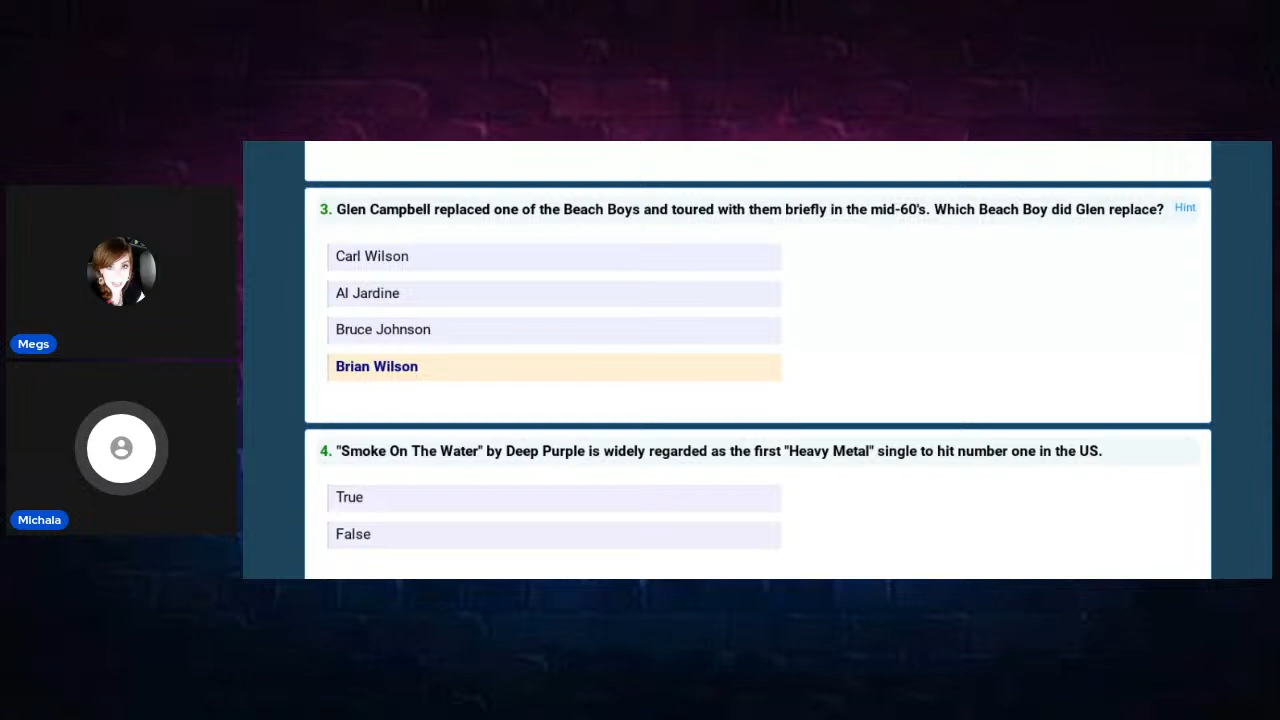 3. Glen Campbell replaced one of the Beach Boys and toured with them briefly in the mid-60's. Which Beach Boy did Glen replace? Hint
Carl Wilson
Al Jardine
Bruce Johnson
Brian Wilson
Megs
4. "Smoke On The Water" by Deep Purple is widely regarded as the first "Heavy Metal" single to hit number one in the US.
True
False
Michala